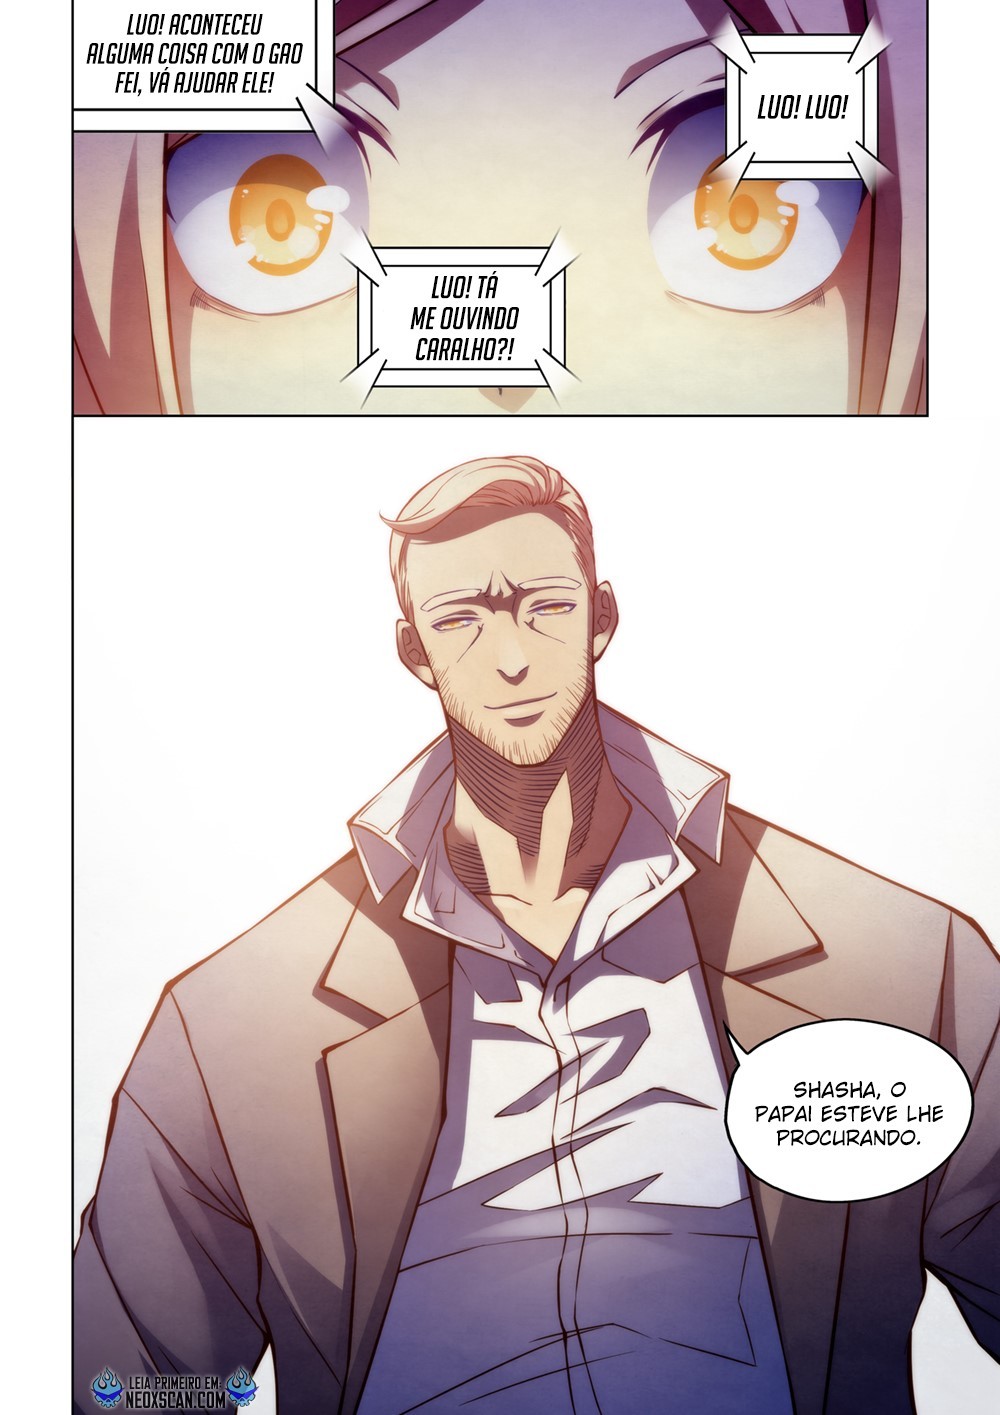 LUO! ACONTECEU
ALGUMA COISA COM O GAO
FEI, VÁ AJUDAR ELE!
LUO! LUO!
LUO! TÁ
ME OUVINDO
CARALHO?!
SHASHA, O
PAPAI ESTEVE LHE
PROCURANDO.
LEIA PRIMEIRO EM:
NEOXSCAN.COM